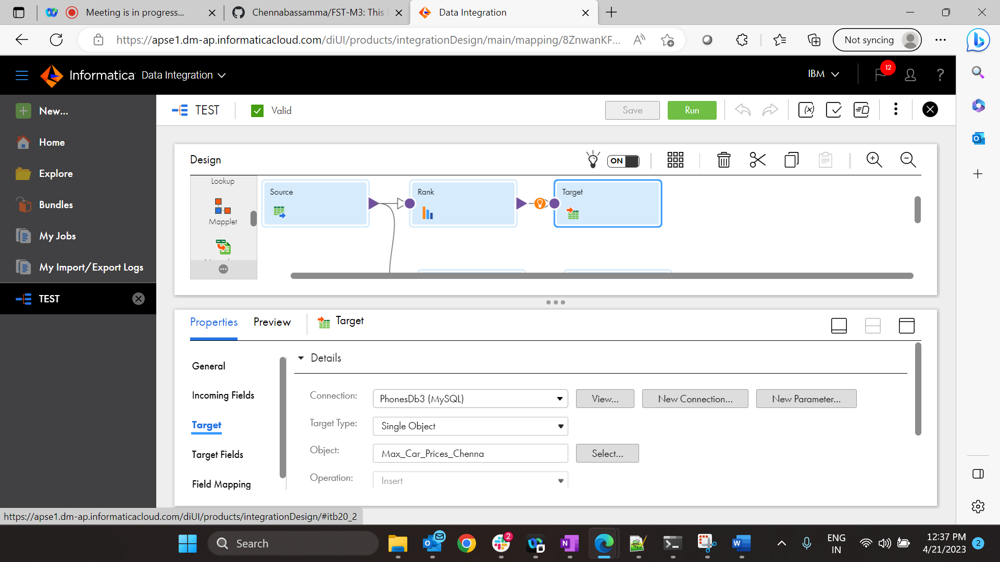 Meeting is in progress...
Chennabassamma/FST-M3: This i
Data Integration
https://apse1.dm-ap.informaticacloud.com/diUI/products/integrationDesign/main/mapping/8ZnwanKF...
Not syncing
Informatica Data Integration
IBM
12
?
New...
Home
Explore
Bundles
My Jobs
My Import/Export Logs
TEST
TEST
Valid
Save
Run
Design
ON
Lookup
Mapplet
Source
Rank
Target
Properties
Preview
Target
General
Incoming Fields
Target
Target Fields
Field Mapping
Details
Connection: PhonesDb3 (MySQL) View... New Connection... New Parameter...
Target Type: Single Object
Object: Max_Car_Prices_Chenna Select...
Operation: Insert
https://apse1.dm-ap.informaticacloud.com/diUI/products/integrationDesign/#itb20_2
Search
2
ENG
IN
12:37 PM
4/21/2023
2